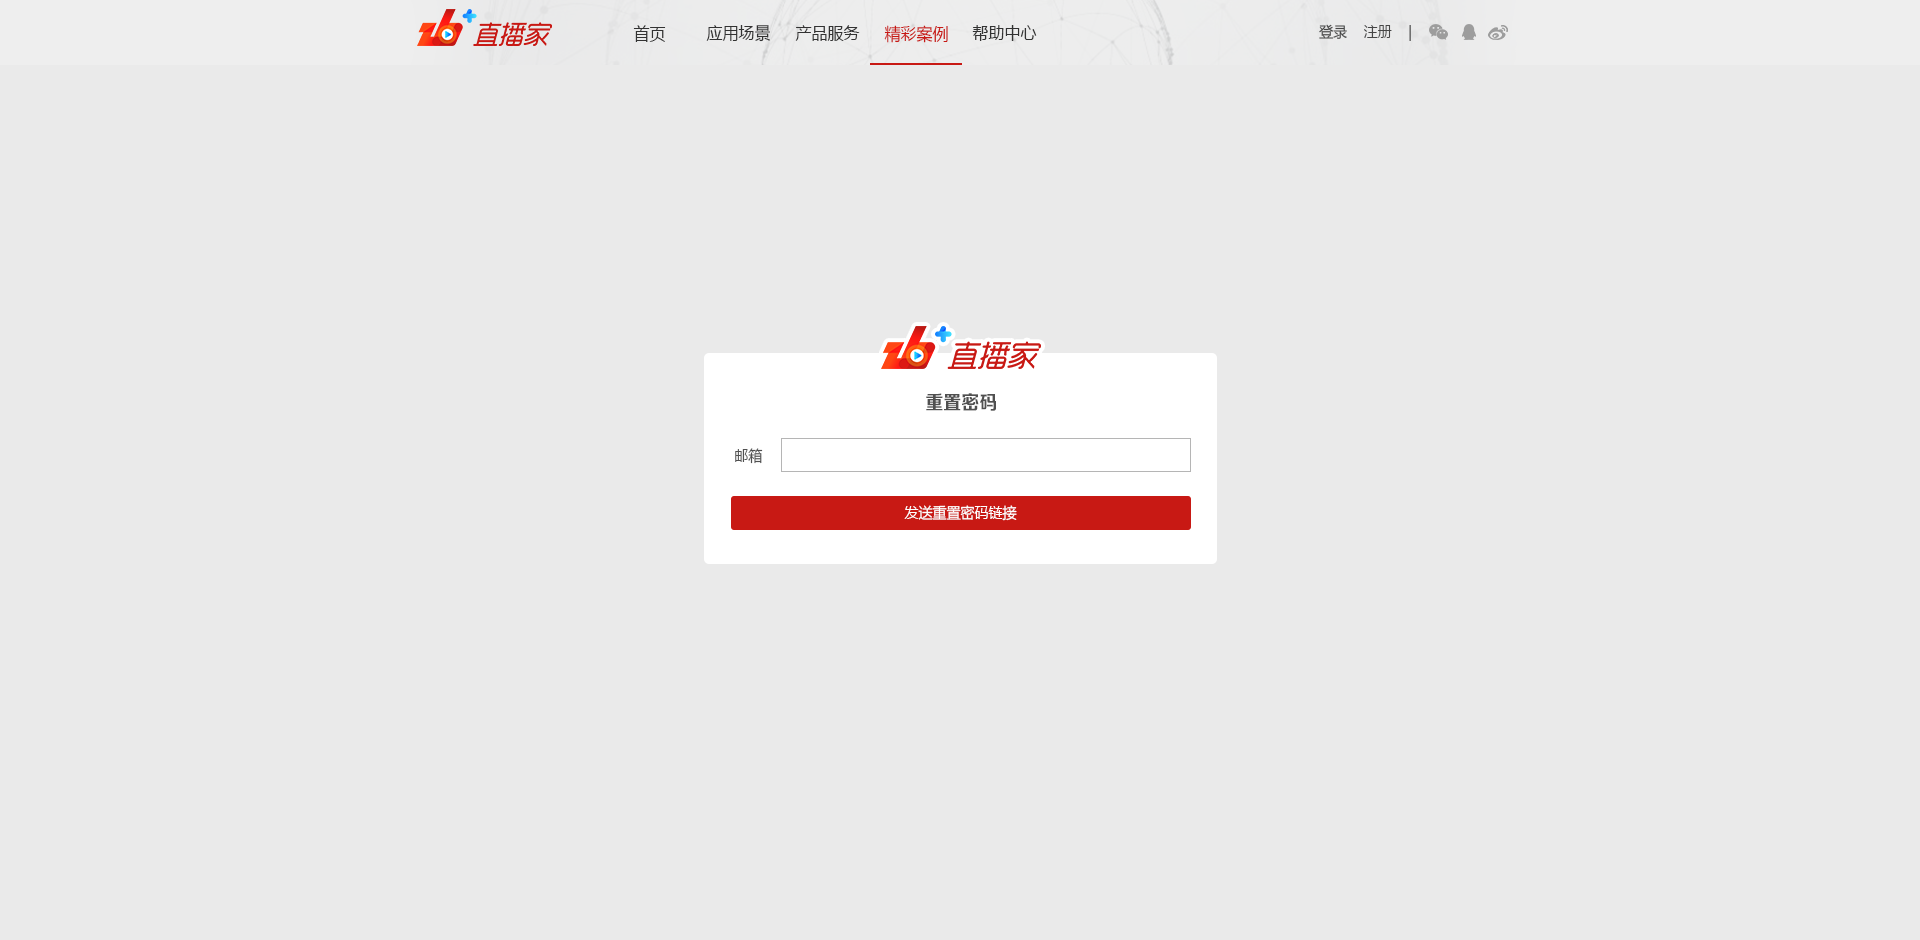 直播家
首页 应用场景 产品服务 精彩案例 帮助中心
登录 注册 |
直播家
重置密码
邮箱
发送重置密码链接